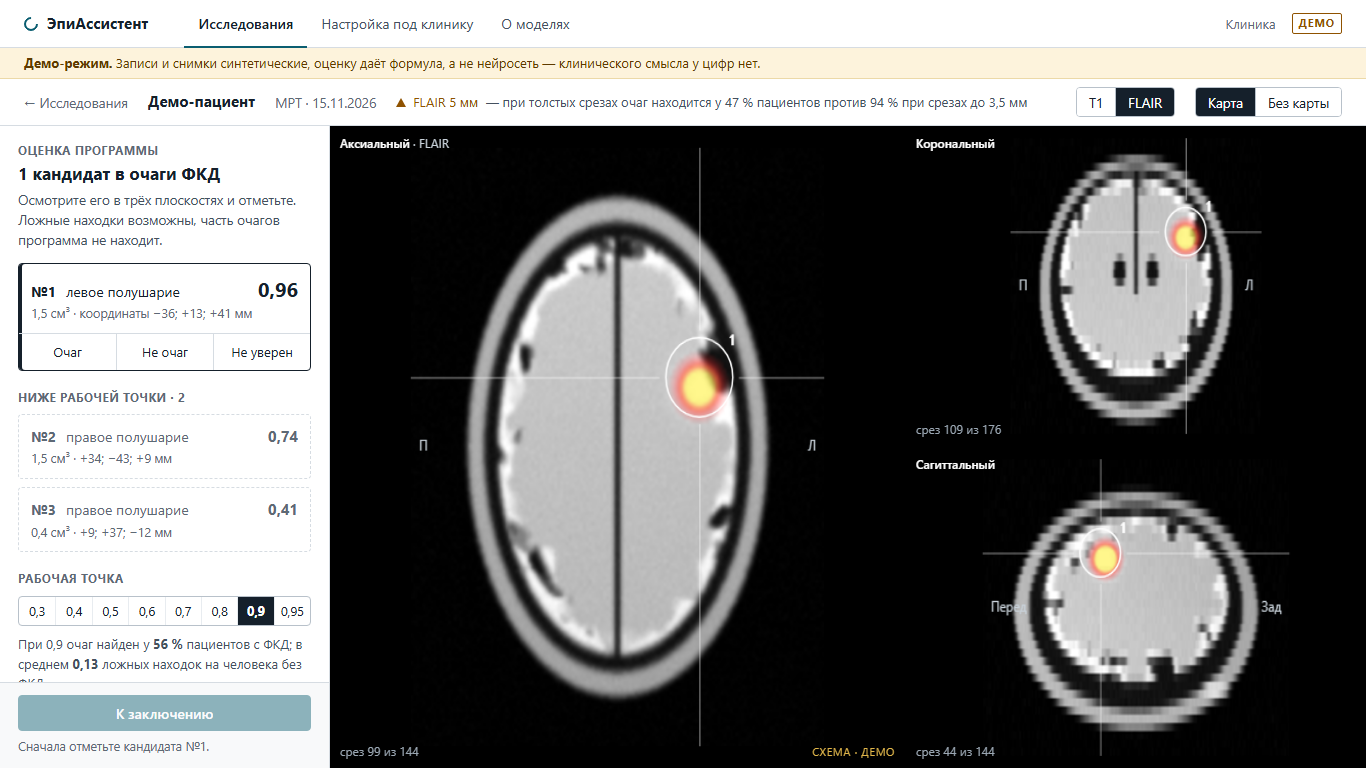 ЭпиАссистент
Исследования
Настройка под клинику
О моделях
Клиника
ДЕМО
Демо-режим. Записи и снимки синтетические, оценку даёт формула, а не нейросеть — клинического смысла у цифр нет.
← Исследования
Демо-пациент
МРТ · 15.11.2026
▲ FLAIR 5 мм — при толстых срезах очаг находится у 47 % пациентов против 94 % при срезах до 3,5 мм
T1
FLAIR
Карта
Без карты
ОЦЕНКА ПРОГРАММЫ
1 кандидат в очаги ФКД
Осмотрите его в трёх плоскостях и отметьте.
Ложные находки возможны, часть очагов
программа не находит.
№1 левое полушарие 0,96
1,5 см³ · координаты −36; +13; +41 мм
Очаг
Не очаг
Не уверен
НИЖЕ РАБОЧЕЙ ТОЧКИ · 2
№2 правое полушарие 0,74
1,5 см³ · +34; −43; +9 мм
№3 правое полушарие 0,41
0,4 см³ · +9; +37; −12 мм
РАБОЧАЯ ТОЧКА
0,3 0,4 0,5 0,6 0,7 0,8 0,9 0,95
При 0,9 очаг найден у 56 % пациентов с ФКД; в
среднем 0,13 ложных находок на человека без
К заключению
Сначала отметьте кандидата №1.
Аксиальный · FLAIR
1
П
Л
срез 99 из 144
СХЕМА · ДЕМО
Корональный
1
П
Л
срез 109 из 176
Сагиттальный
1
Перед
Зад
срез 44 из 144